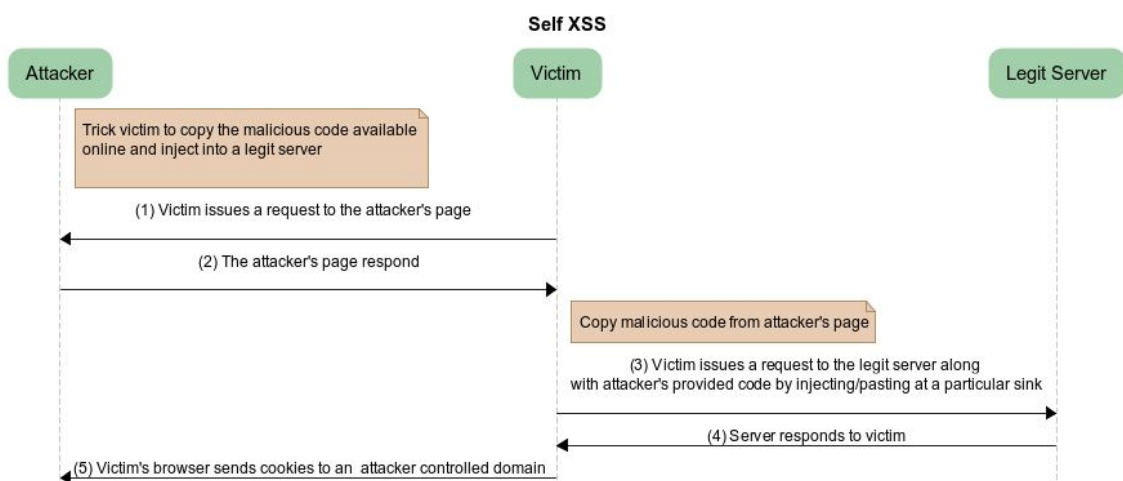 Self XSS
Attacker
Victim
Legit Server
Trick victim to copy the malicious code available
online and inject into a legit server
(1) Victim issues a request to the attacker's page
(2) The attacker's page respond
Copy malicious code from attacker's page
(3) Victim issues a request to the legit server along
with attacker's provided code by injecting/pasting at a particular sink
(4) Server responds to victim
(5) Victim's browser sends cookies to an attacker controlled domain